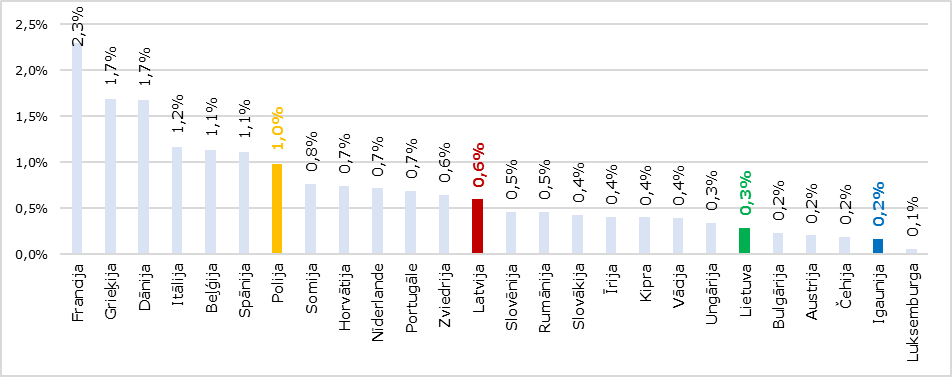 2,5%
2,0%
1,5%
1,0%
0,5%
0,0%
2,3%
1,7%
1,7%
1,2%
1,1%
1,1%
1,0%
0,8%
0,7%
0,7%
0,7%
0,6%
0,6%
0,5%
0,5%
0,4%
0,4%
0,4%
0,4%
0,3%
0,3%
0,2%
0,2%
0,2%
0,2%
0,1%
Francija
Grieķija
Dānija
Itālija
Beļģija
Spānija
Polija
Somija
Horvātija
Nīderlande
Portugāle
Zviedrija
Latvija
Slovēnija
Rumānija
Slovākija
Īrija
Kipra
Vācija
Ungārija
Lietuva
Bulgārija
Austrija
Čehija
Igaunija
Luksemburga